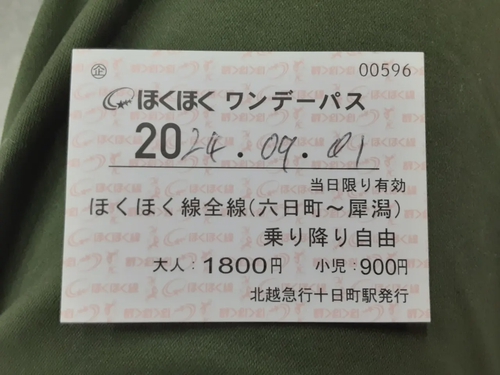 企 00596
ほくほく ワンデーパス
2024.09.01
当日限り有効
ほくほく線全線(六日町～犀潟)
乗り降り自由
大人:1800円 小児:900円
北越急行十日町駅発行